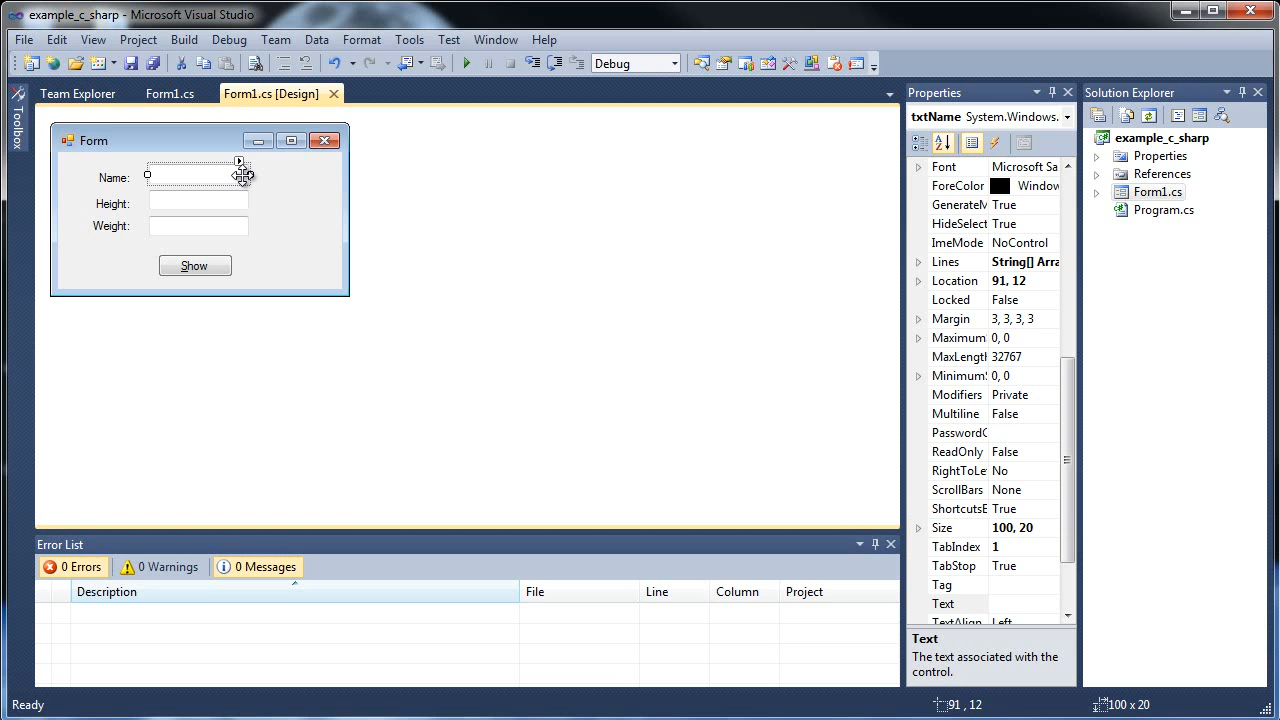 example_c_sharp - Microsoft Visual Studio
File Edit View Project Build Debug Team Data Format Tools Test Window Help
Debug
Toolbox
Team Explorer Form1.cs Form1.cs [Design]
Form
Name:
Height:
Weight:
Show
Properties
txtName System.Windows.
Font Microsoft Sa
ForeColor Window
GenerateM True
HideSelect True
ImeMode NoControl
Lines String[] Arra
Location 91, 12
Locked False
Margin 3, 3, 3, 3
Maximum 0, 0
MaxLengtl 32767
Minimum 0, 0
Modifiers Private
Multiline False
PasswordC
ReadOnly False
RightToLe No
ScrollBars None
ShortcutsE True
Size 100, 20
TabIndex 1
TabStop True
Tag
Text
TextAlign Left
Text
The text associated with the
control.
Solution Explorer
example_c_sharp
Properties
References
Form1.cs
Program.cs
Error List
0 Errors 0 Warnings 0 Messages
Description File Line Column Project
Ready 91 , 12 100 x 20